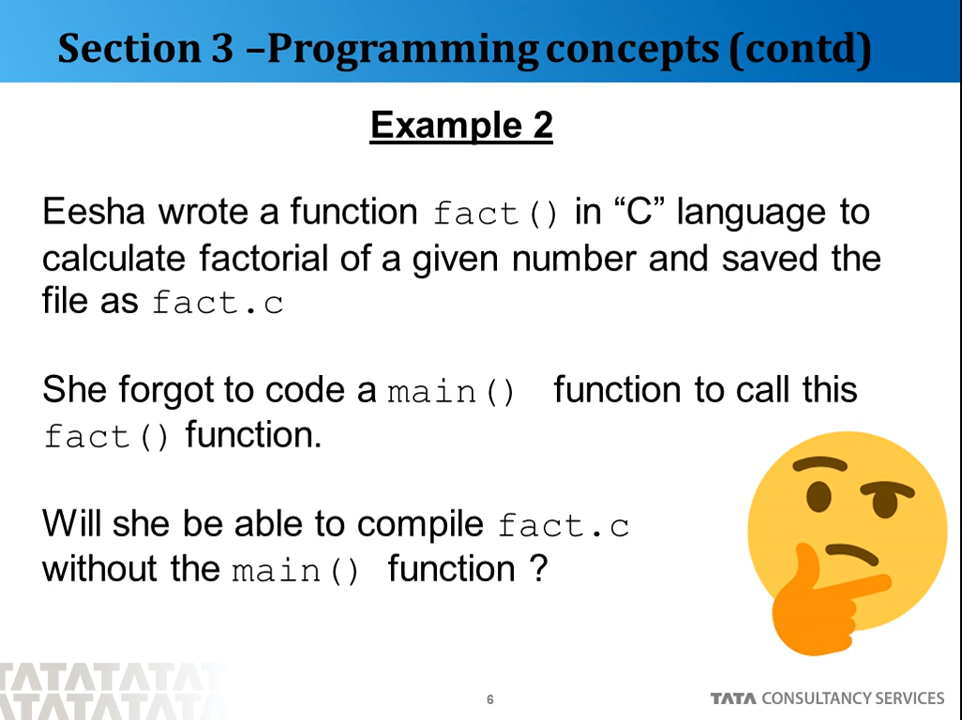 Section 3 –Programming concepts (contd)
Example 2
Eesha wrote a function fact() in “C” language to
calculate factorial of a given number and saved the
file as fact.c
She forgot to code a main() function to call this
fact() function.
Will she be able to compile fact.c
without the main() function ?
TATATATATATA
TATATATATATA
6
TATA CONSULTANCY SERVICES